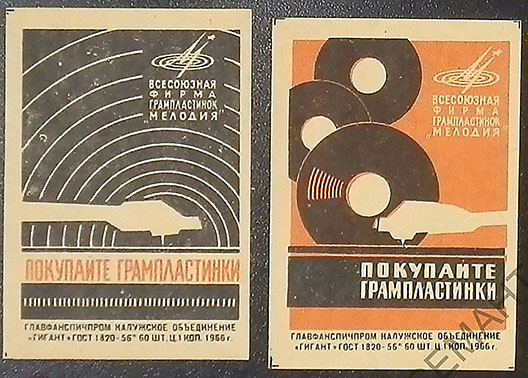 ВСЕСОЮЗНАЯ
ФИРМА
ГРАМПЛАСТИНОК
„МЕЛОДИЯ"
ПОКУПАЙТЕ ГРАМПЛАСТИНКИ
ГЛАВФАНСПИЧПРОМ КАЛУЖСКОЕ ОБЪЕДИНЕНИЕ
«ГИГАНТ» ГОСТ 1820-56* 60 ШТ. Ц. 1 КОП. 1966 г.
ВСЕСОЮЗНАЯ
ФИРМА
ГРАМПЛАСТИНОК
„МЕЛОДИЯ"
ПОКУПАЙТЕ
ГРАМПЛАСТИНКИ
ГЛАВФАНСПИЧПРОМ КАЛУЖСКОЕ ОБЪЕДИНЕНИЕ
«ГИГАНТ» ГОСТ 1820-56* 60 ШТ. Ц. 1 КОП. 1966 г.